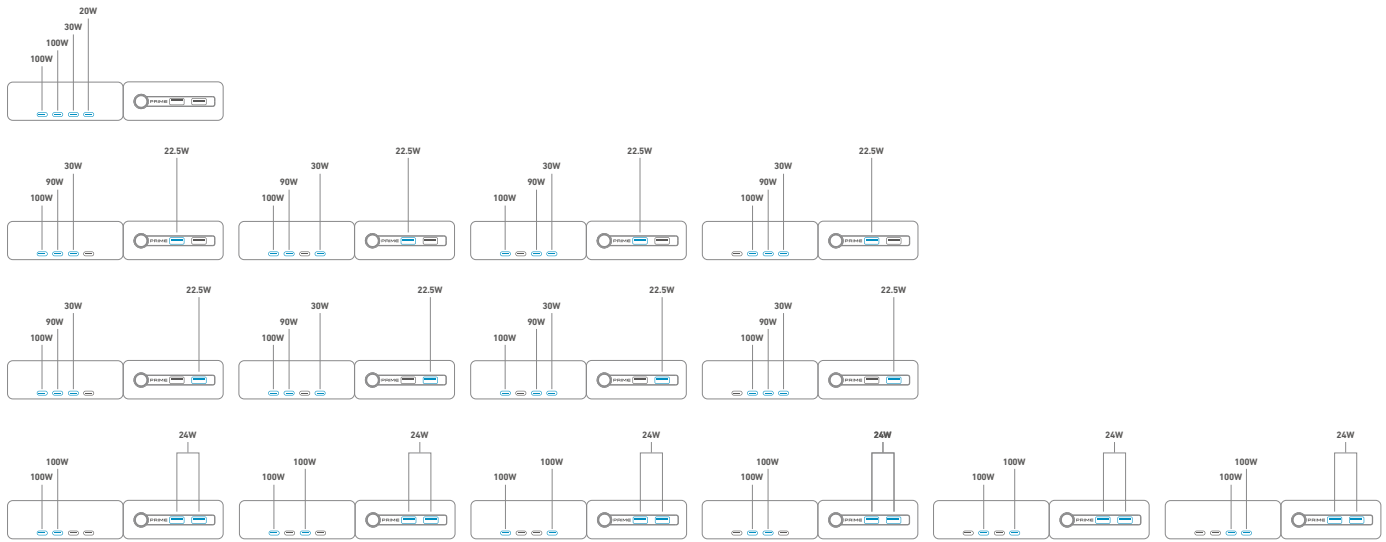 20W
30W
100W
100W
PRIME
22.5W 22.5W 22.5W 22.5W
30W 30W 30W 30W
90W 90W 90W 90W
100W 100W 100W 100W
PRIME PRIME PRIME PRIME
22.5W 22.5W 22.5W 22.5W
30W 30W 30W 30W
90W 90W 90W 90W
100W 100W 100W 100W
PRIME PRIME PRIME PRIME
24W 24W 24W 24W 24W 24W
100W 100W 100W 100W 100W 100W
100W 100W 100W 100W 100W 100W
PRIME PRIME PRIME PRIME PRIME PRIME